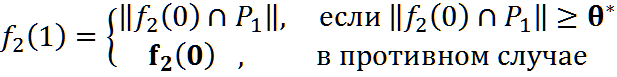 f₂(1) = { ‖f₂(0) ∩ P₁‖, если ‖f₂(0) ∩ P₁‖ ≥ θ*
f₂(0) , в противном случае